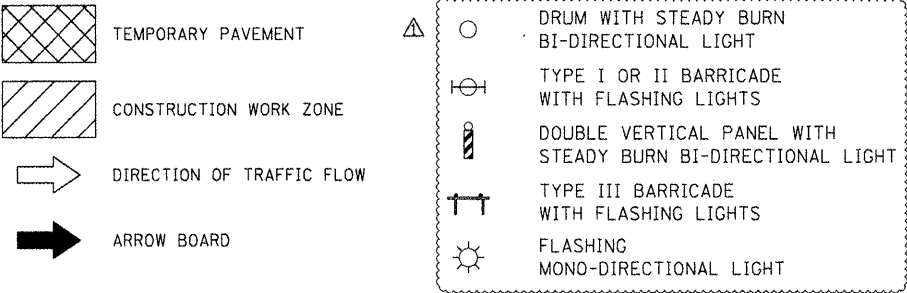 TEMPORARY PAVEMENT
CONSTRUCTION WORK ZONE
DIRECTION OF TRAFFIC FLOW
ARROW BOARD
1
DRUM WITH STEADY BURN
BI-DIRECTIONAL LIGHT
TYPE I OR II BARRICADE
WITH FLASHING LIGHTS
DOUBLE VERTICAL PANEL WITH
STEADY BURN BI-DIRECTIONAL LIGHT
TYPE III BARRICADE
WITH FLASHING LIGHTS
FLASHING
MONO-DIRECTIONAL LIGHT